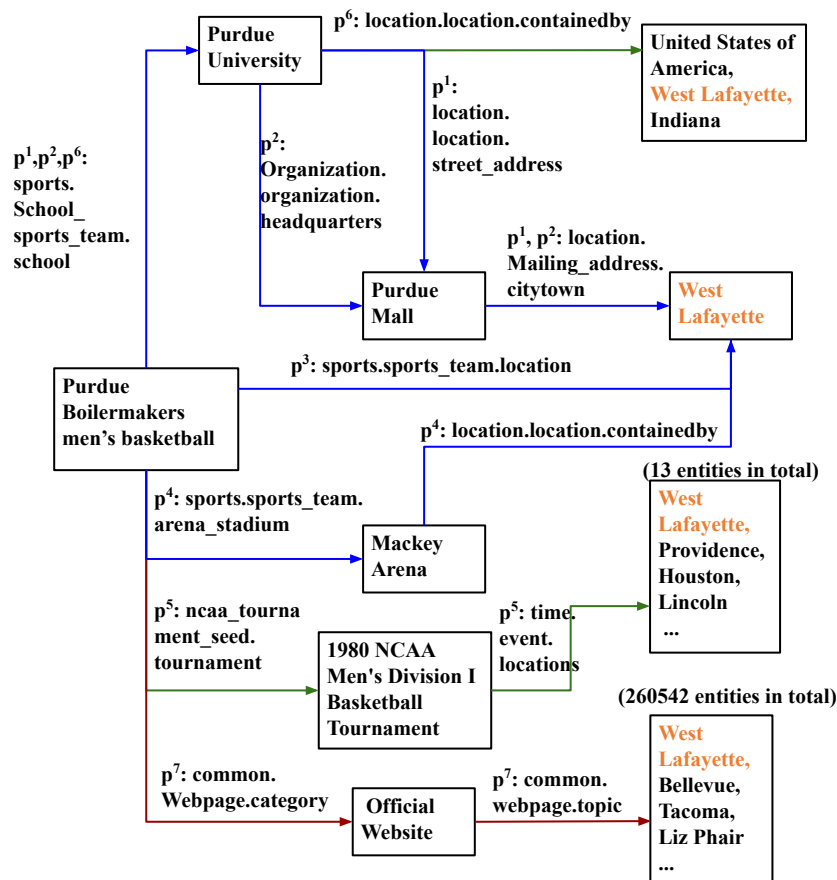 p⁶: location.location.containedby
Purdue
University
United States of
America,
West Lafayette,
Indiana
p¹:
location.
location.
street_address
p²:
Organization.
organization.
headquarters
p¹,p²,p⁶:
sports.
School_
sports_team.
school
p¹, p²: location.
Mailing_address.
citytown
Purdue
Mall
West
Lafayette
p³: sports.sports_team.location
Purdue
Boilermakers
men's basketball
p⁴: location.location.containedby
p⁴: sports.sports_team.
arena_stadium
Mackey
Arena
(13 entities in total)
West
Lafayette,
Providence,
Houston,
Lincoln
...
p⁵: ncaa_tourna
ment_seed.
tournament
1980 NCAA
Men's Division I
Basketball
Tournament
p⁵: time.
event.
locations
(260542 entities in total)
West
Lafayette,
Bellevue,
Tacoma,
Liz Phair
...
p⁷: common.
Webpage.category
Official
Website
p⁷: common.
webpage.topic